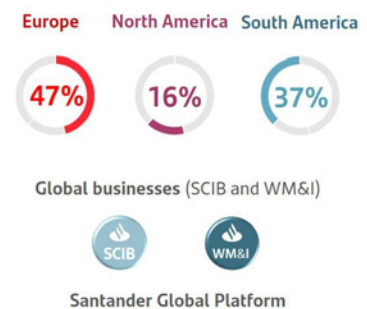 Europe North America South America
47% 16% 37%
Global businesses (SCIB and WM&I)
SCIB WM&I
Santander Global Platform